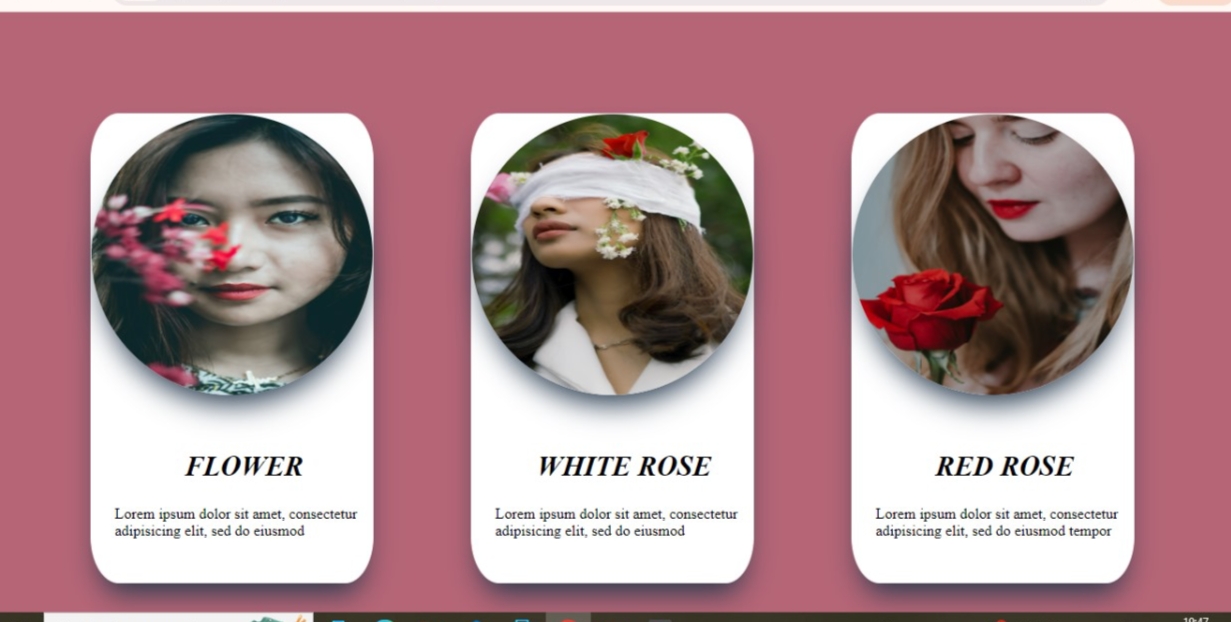 FLOWER
Lorem ipsum dolor sit amet, consectetur
adipisicing elit, sed do eiusmod
WHITE ROSE
Lorem ipsum dolor sit amet, consectetur
adipisicing elit, sed do eiusmod
RED ROSE
Lorem ipsum dolor sit amet, consectetur
adipisicing elit, sed do eiusmod tempor